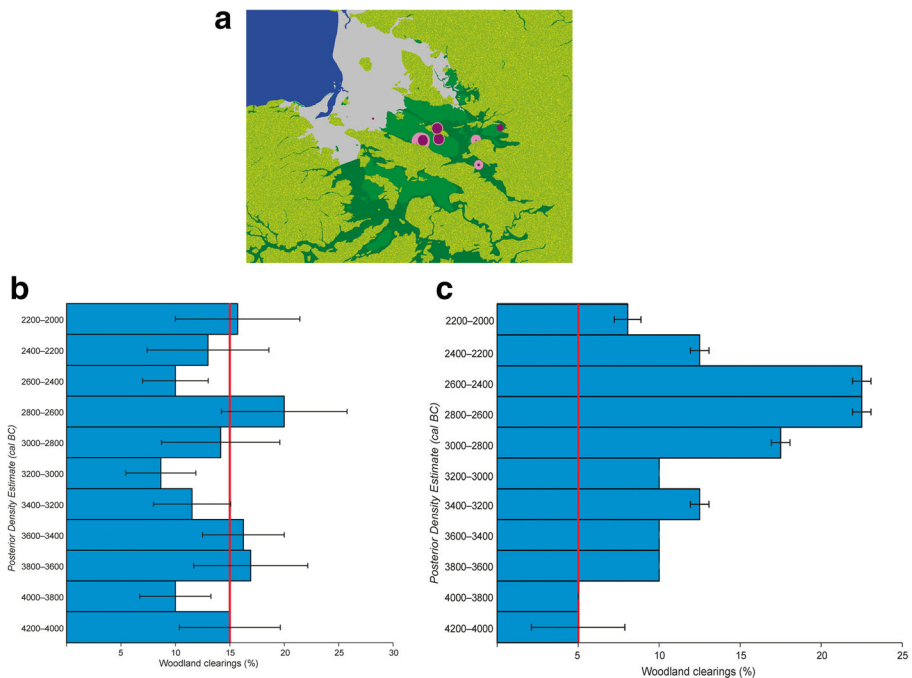 a
b
2200–2000
2400–2200
2600–2400
2800–2600
3000–2800
3200–3000
3400–3200
3600–3400
3800–3600
4000–3800
4200–4000
Posterior Density Estimate (cal BC)
5 10 15 20 25 30
Woodland clearings (%)
c
2200–2000
2400–2200
2600–2400
2800–2600
3000–2800
3200–3000
3400–3200
3600–3400
3800–3600
4000–3800
4200–4000
Posterior Density Estimate (cal BC)
5 10 15 20 25
Woodland clearings (%)